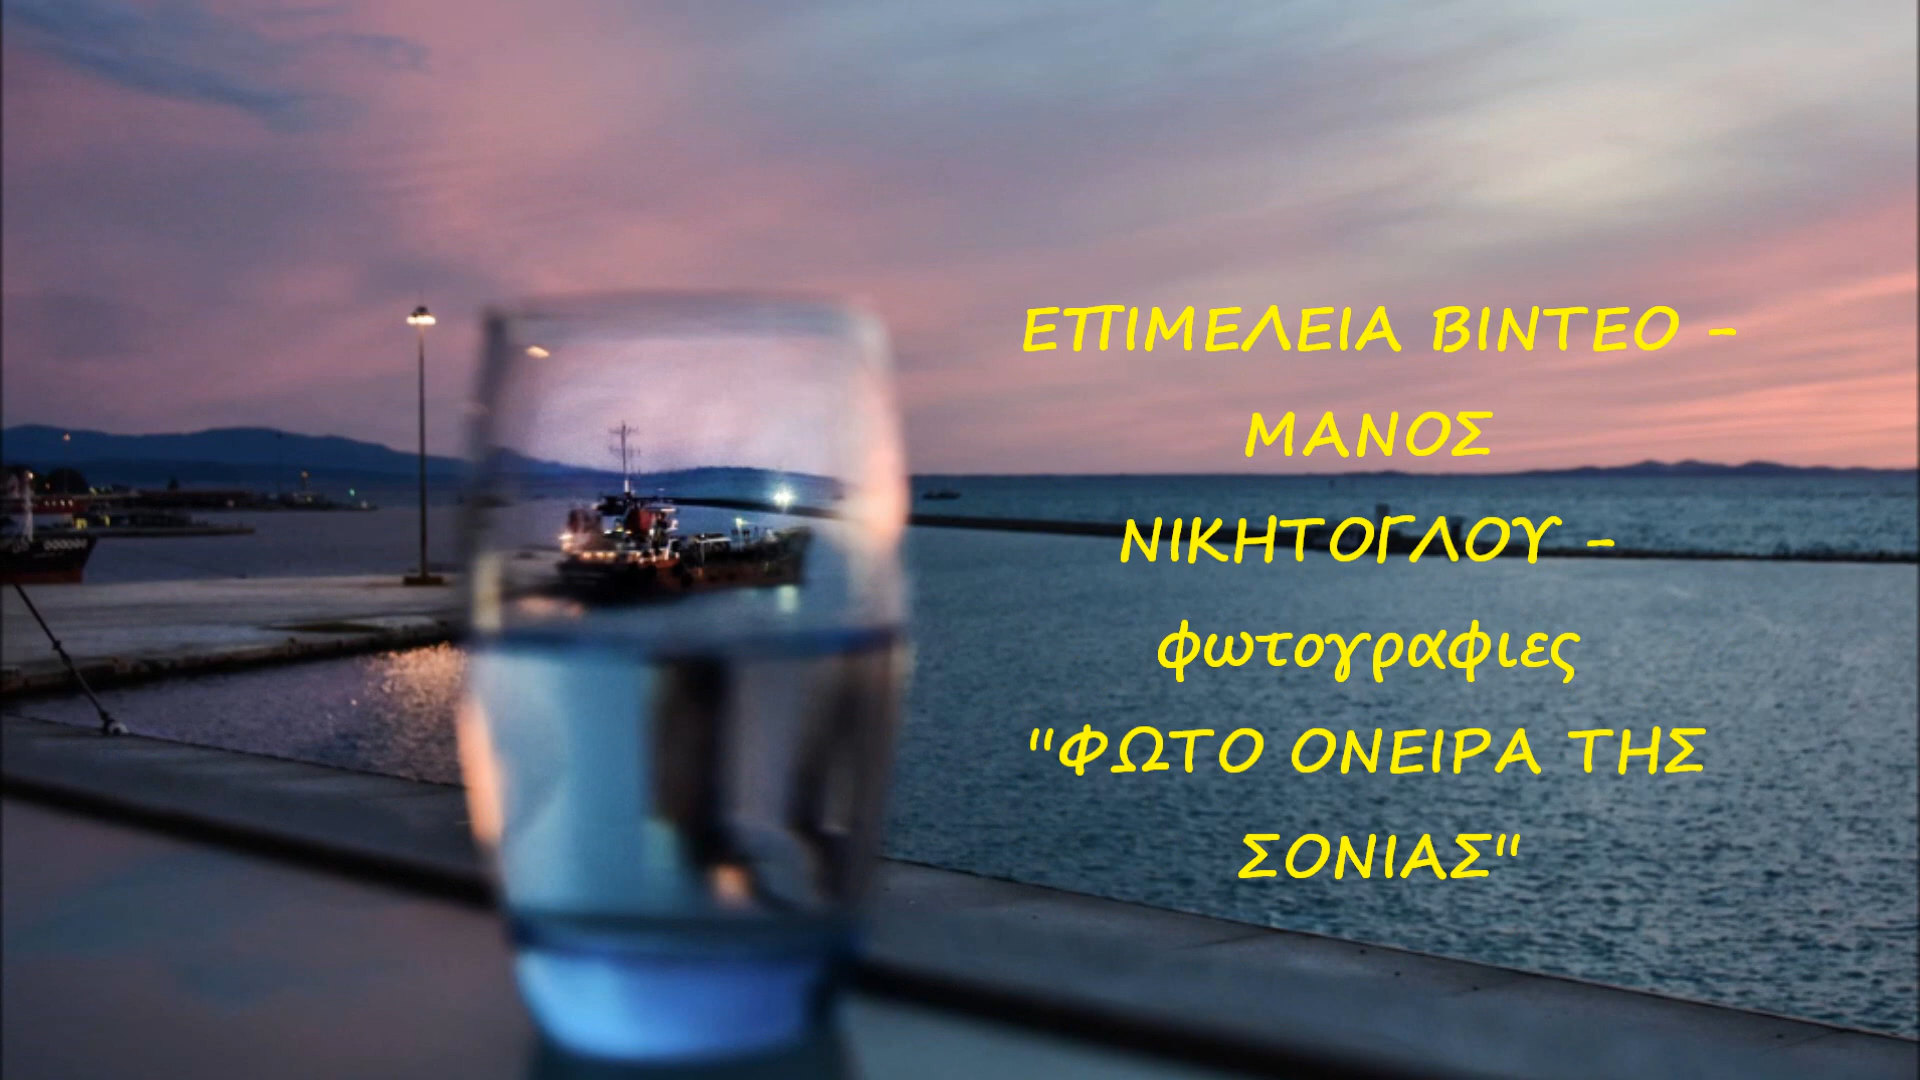 ΕΠΙΜΕΛΕΙΑ ΒΙΝΤΕΟ -
ΜΑΝΟΣ
ΝΙΚΗΤΟΓΛΟΥ -
φωτογραφιες
"ΦΩΤΟ ΟΝΕΙΡΑ ΤΗΣ
ΣΟΝΙΑΣ"